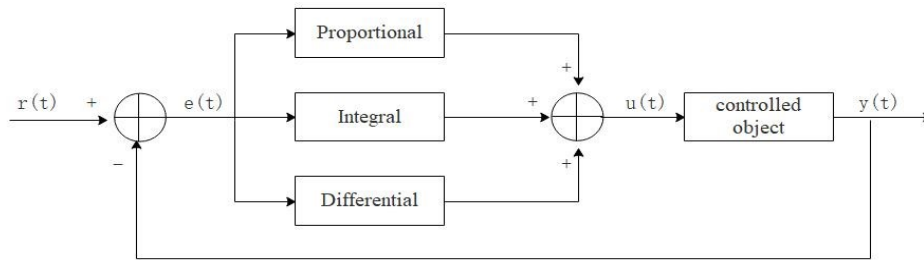 Proportional
+
r(t)
+
e(t)
+
Integral
u(t)
controlled
object
y(t)
−
+
Differential